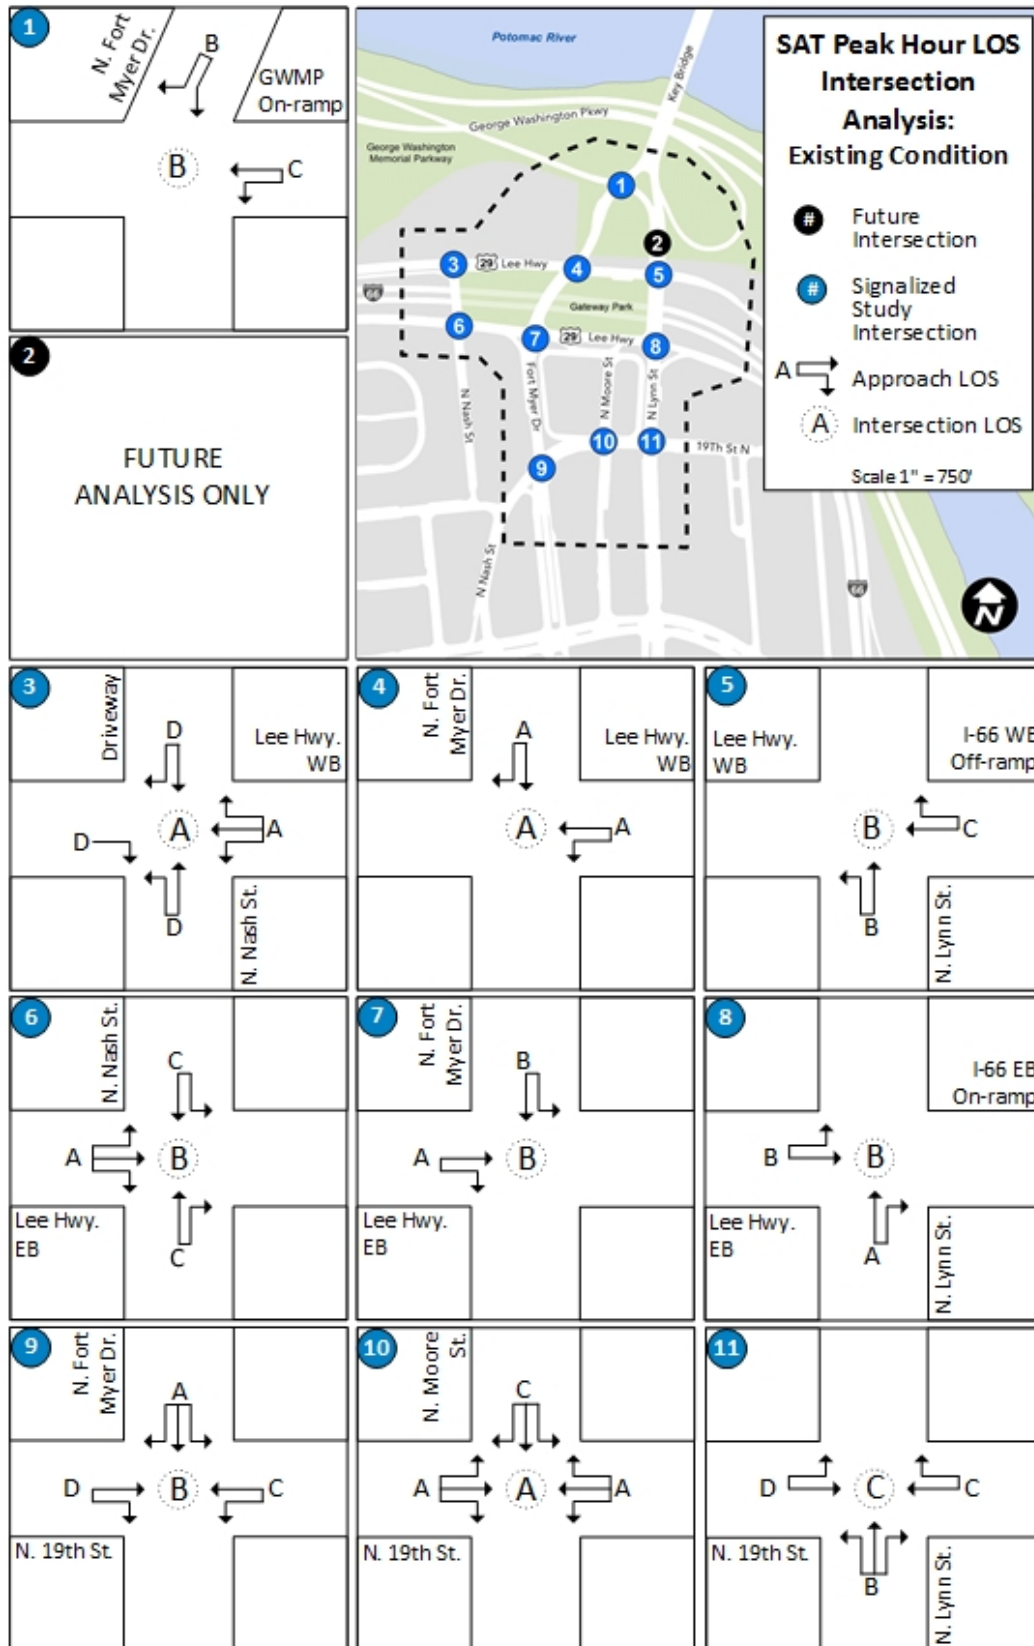 1
N. Fort
Myer Dr.
B
GWMP
On-ramp
B
C
2
FUTURE
ANALYSIS ONLY
Potomac River
Key Bridge
George Washington Pkwy
George Washington
Memorial Parkway
1
2
3
29
Lee Hwy
4
5
66
Gateway Park
6
7
29
Lee Hwy
8
N Nash St
Fort Myer Dr
N Moore St
N Lynn St
10
11
19Th St N
9
N Nash St
66
N
SAT Peak Hour LOS
Intersection
Analysis:
Existing Condition
#
Future
Intersection
#
Signalized
Study
Intersection
A
Approach LOS
A
Intersection LOS
Scale 1" = 750'
3
Driveway
D
Lee Hwy.
WB
D
A
A
D
N. Nash St.
4
N. Fort
Myer Dr.
A
Lee Hwy.
WB
A
A
5
Lee Hwy.
WB
I-66 WB
Off-ramp
B
C
B
N. Lynn St.
6
N. Nash St.
C
A
B
Lee Hwy.
EB
C
7
N. Fort
Myer Dr.
B
A
B
Lee Hwy.
EB
8
I-66 EB
On-ramp
B
B
Lee Hwy.
EB
A
N. Lynn St.
9
N. Fort
Myer Dr.
A
D
B
C
N. 19th St.
10
N. Moore
St.
C
A
A
A
N. 19th St.
11
D
C
C
N. 19th St.
B
N. Lynn St.